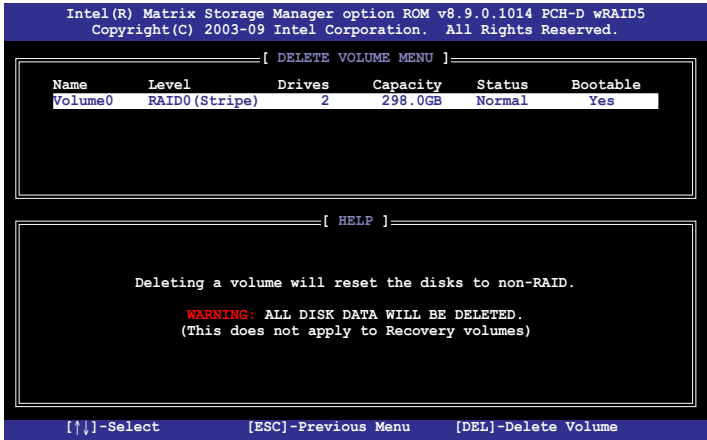 Intel(R) Matrix Storage Manager option ROM v8.9.0.1014 PCH-D wRAID5
Copyright(C) 2003-09 Intel Corporation. All Rights Reserved.
[ DELETE VOLUME MENU ]
Name Level Drives Capacity Status Bootable
Volume0 RAID0(Stripe) 2 298.0GB Normal Yes
[ HELP ]
Deleting a volume will reset the disks to non-RAID.
WARNING: ALL DISK DATA WILL BE DELETED.
(This does not apply to Recovery volumes)
[↑↓]-Select [ESC]-Previous Menu [DEL]-Delete Volume